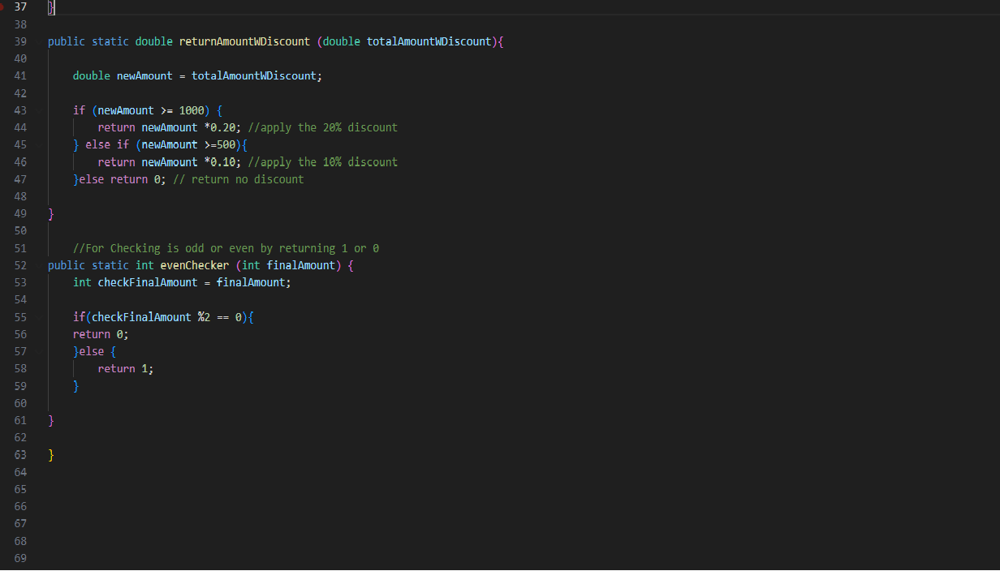 37 }
38
39 public static double returnAmountWDiscount (double totalAmountWDiscount){
40
41 double newAmount = totalAmountWDiscount;
42
43 if (newAmount >= 1000) {
44 return newAmount *0.20; //apply the 20% discount
45 } else if (newAmount >=500){
46 return newAmount *0.10; //apply the 10% discount
47 }else return 0; // return no discount
48
49 }
50
51 //For Checking is odd or even by returning 1 or 0
52 public static int evenChecker (int finalAmount) {
53 int checkFinalAmount = finalAmount;
54
55 if(checkFinalAmount %2 == 0){
56 return 0;
57 }else {
58 return 1;
59 }
60
61 }
62
63 }
64
65
66
67
68
69